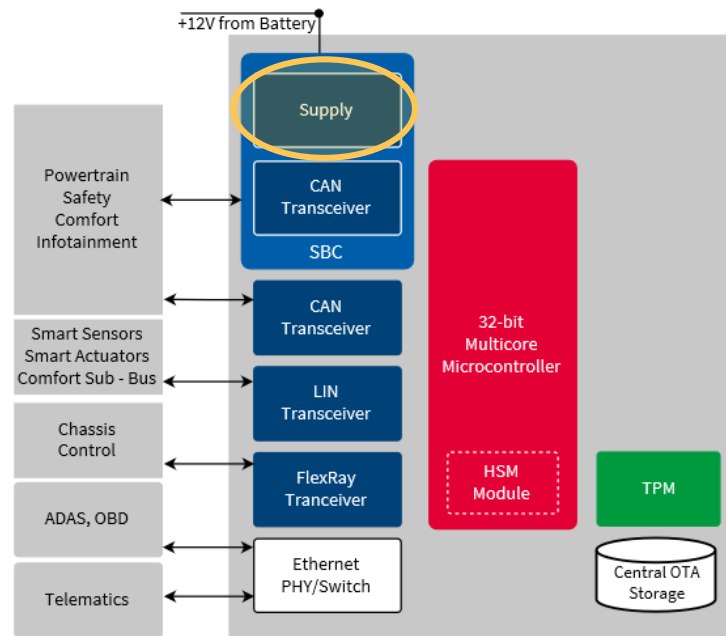 +12V from Battery
Supply
CAN
Transceiver
SBC
Powertrain
Safety
Comfort
Infotainment
CAN
Transceiver
Smart Sensors
Smart Actuators
Comfort Sub - Bus
LIN
Transceiver
32-bit
Multicore
Microcontroller
Chassis
Control
FlexRay
Tranceiver
HSM
Module
TPM
ADAS, OBD
Ethernet
PHY/Switch
Central OTA
Storage
Telematics